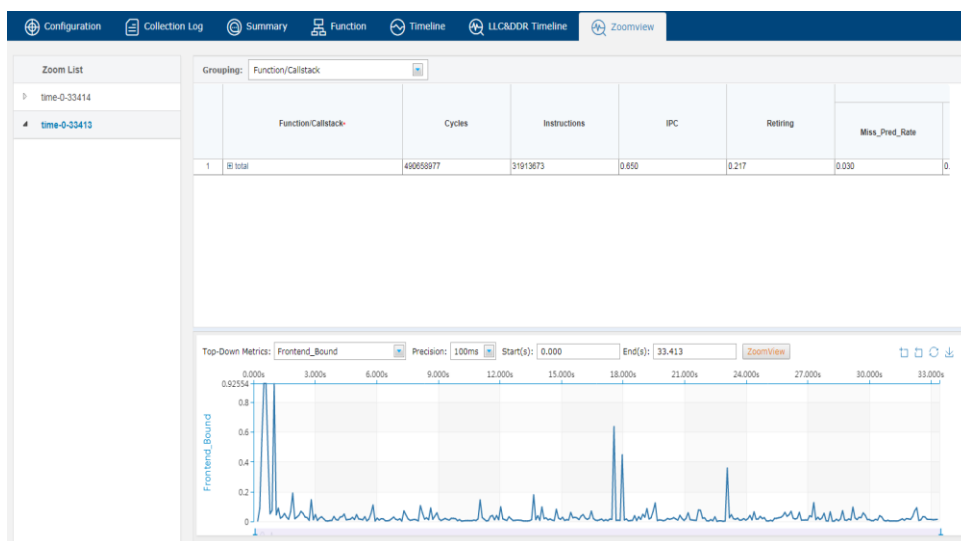 Configuration Collection Log Summary Function Timeline LLC&DDR Timeline Zoomview
Zoom List
time-0-33414
time-0-33413
Grouping: Function/Callstack
Function/Callstack- Cycles Instructions IPC Retiring Miss_Pred_Rate
1 total 490658977 31913673 0.650 0.217 0.030 0.
Top-Down Metrics: Frontend_Bound Precision: 100ms Start(s): 0.000 End(s): 33.413 ZoomView
0.000s 3.000s 6.000s 9.000s 12.000s 15.000s 18.000s 21.000s 24.000s 27.000s 30.000s 33.000s
0.92554
0.8
0.6
0.4
0.2
0
Frontend_Bound